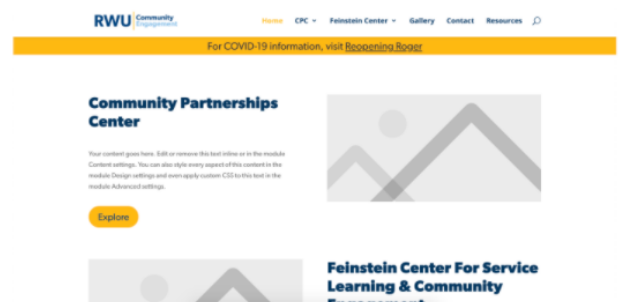 RWU Community
Engagement
Home CPC Feinstein Center Gallery Contact Resources
For COVID-19 information, visit Reopening Roger
Community Partnerships
Center
Your content goes here. Edit or remove this text inline or in the module
Content settings. You can also style every aspect of this content in the
module Design settings and even apply custom CSS to this text in the
module Advanced settings.
Explore
Feinstein Center For Service
Learning & Community
Engagement